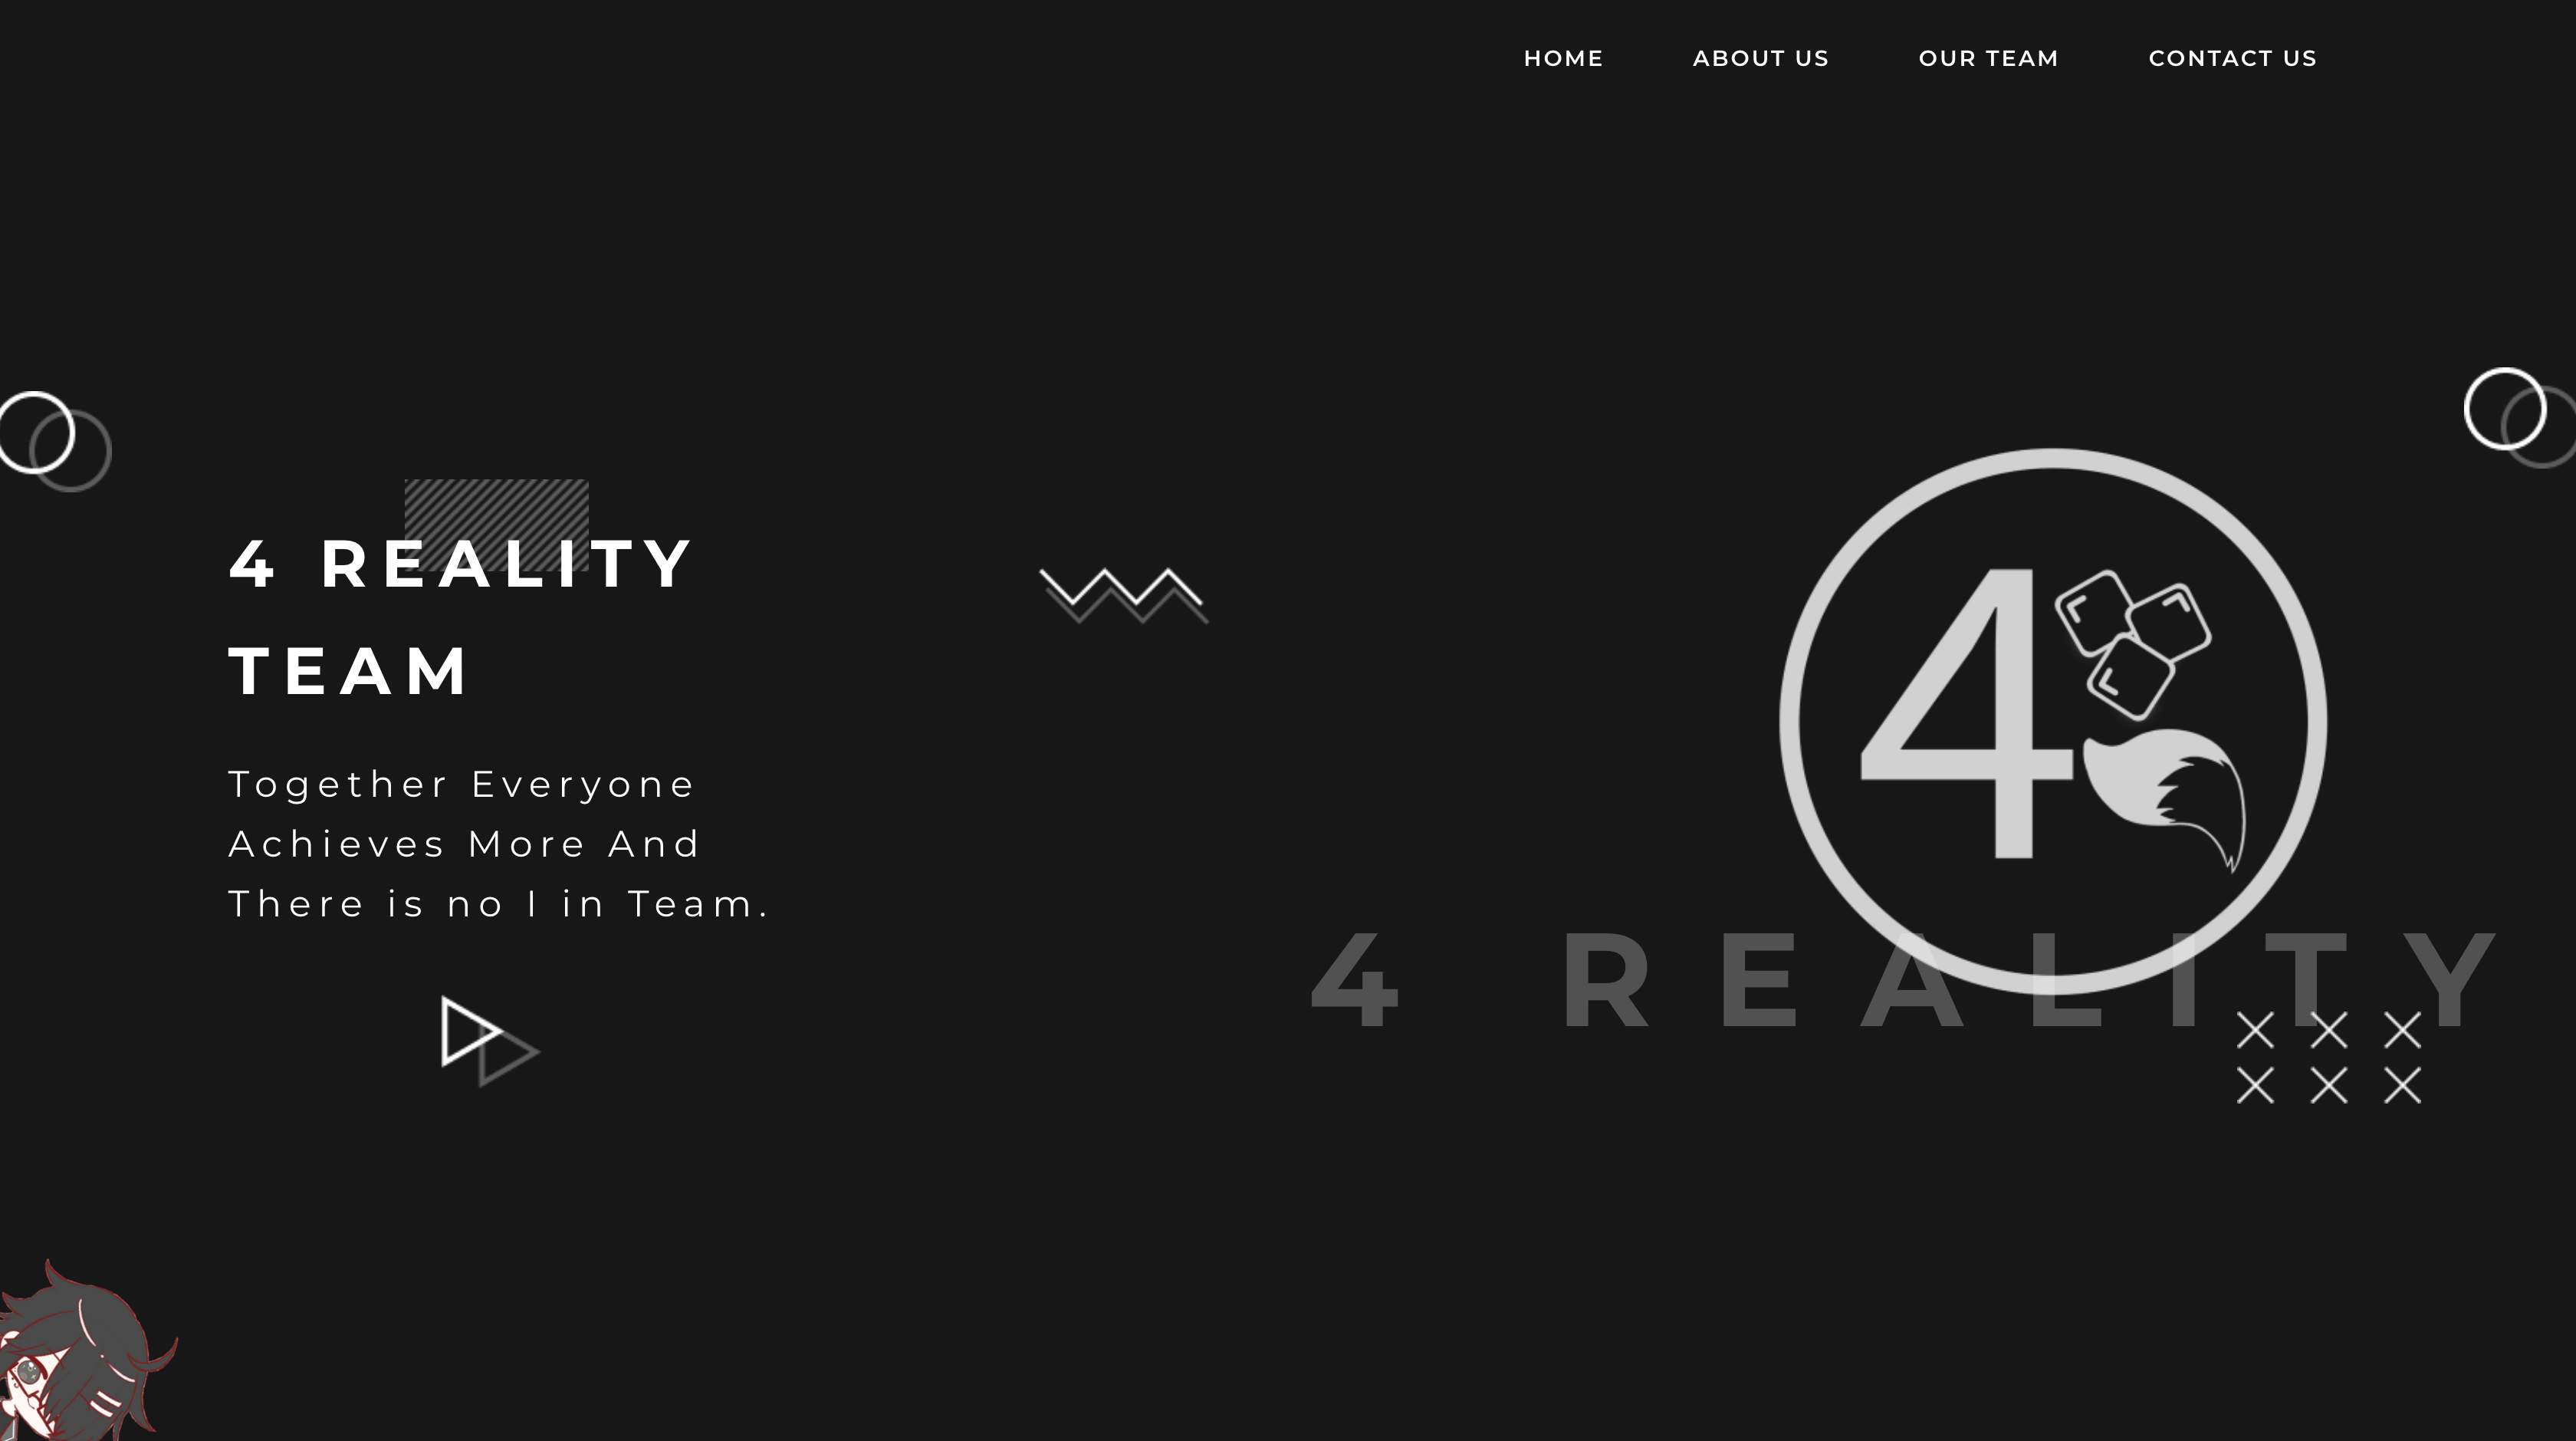 HOME ABOUT US OUR TEAM CONTACT US
4 REALITY
TEAM
Together Everyone
Achieves More And
There is no I in Team.
4
4 REALITY